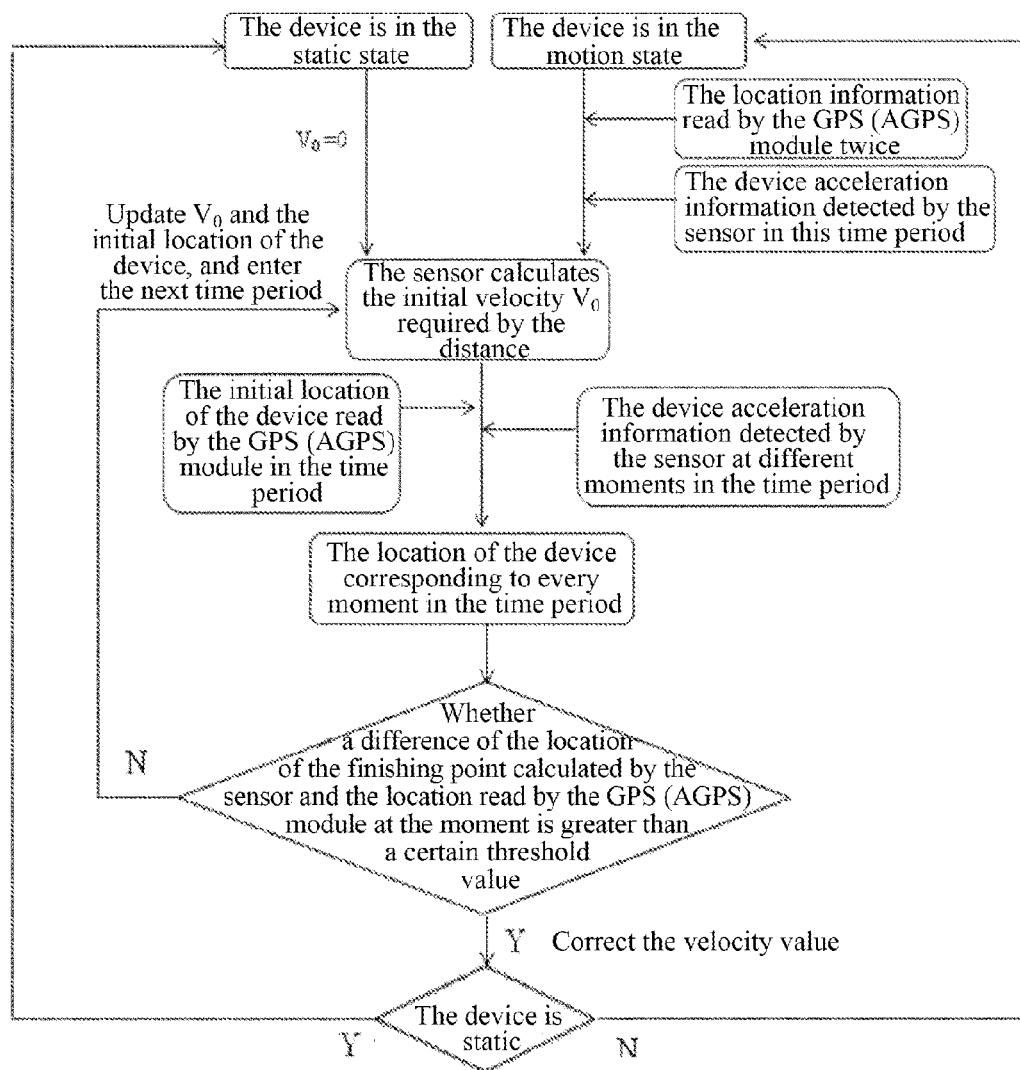 The device is in the
static state
The device is in the
motion state
The location information
read by the GPS (AGPS)
module twice
V₀=0
The device acceleration
information detected by the
sensor in this time period
Update V₀ and the
initial location of the
device, and enter
the next time period
The sensor calculates
the initial velocity V₀
required by the
distance
The initial location
of the device read
by the GPS (AGPS)
module in the time
period
The device acceleration
information detected by
the sensor at different
moments in the time period
The location of the device
corresponding to every
moment in the time period
Whether
a difference of the location
of the finishing point calculated by the
sensor and the location read by the GPS (AGPS)
module at the moment is greater than
a certain threshold
value
N
Y
Correct the velocity value
The device is
static
Y
N